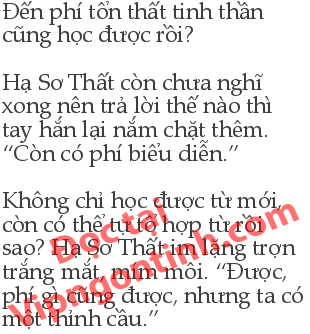 Đến phí tổn thất tinh thần
cũng học được rồi?
Hạ Sơ Thất còn chưa nghĩ
xong nên trả lời thế nào thì
tay hắn lại nắm chặt thêm.
“Còn có phí biểu diễn.”
Không chỉ học được từ mới,
còn có thể tự tổ hợp từ rồi
sao? Hạ Sơ Thất im lặng trợn
trắng mắt, mím môi. “Được,
phí gì cũng được, nhưng ta có
một thỉnh cầu.”
Doctai
Vipngontinh.com